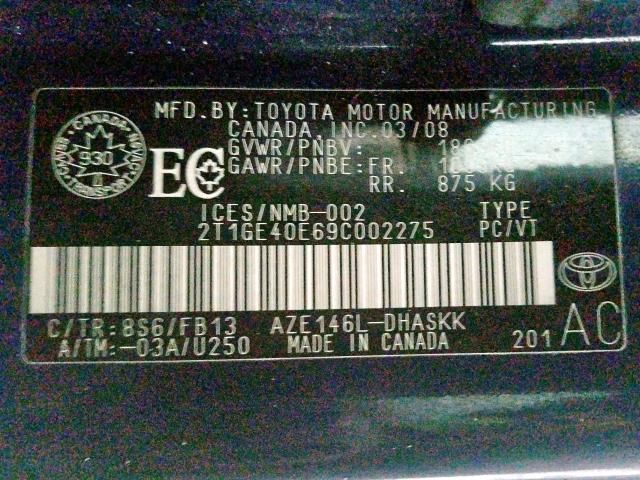 MFD.BY:TOYOTA MOTOR MANUFACTURING
CANADA, INC.03/08
GVWR/PNBV:
GAWR/PNBE:FR.
RR. 875 KG
CANADA
930
TRANSPORT
EC
ICES/NMB-002 TYPE
2T1GE40E69C002275 PC/VT
C/TR:8S6/FB13 AZE146L-DHASKK
A/TM:-03A/U250 MADE IN CANADA 201 AC